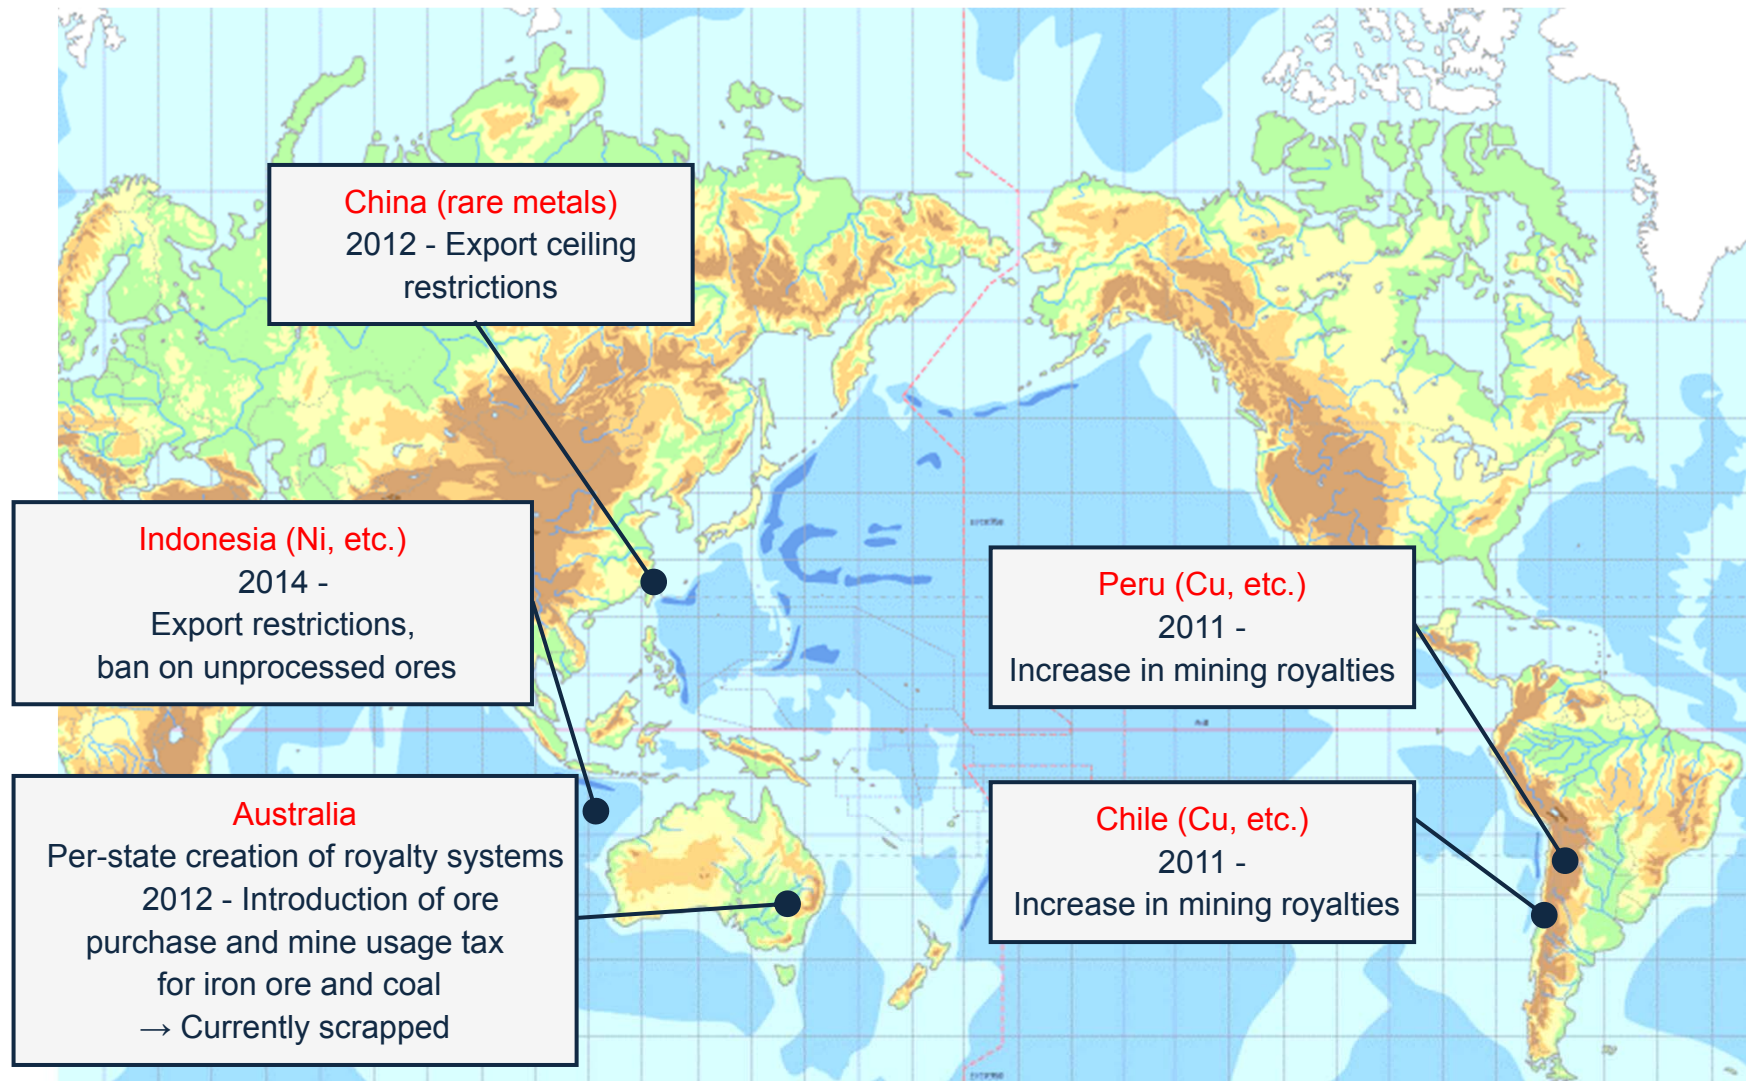 China (rare metals)
2012 - Export ceiling
restrictions
Indonesia (Ni, etc.)
2014 -
Export restrictions,
ban on unprocessed ores
Peru (Cu, etc.)
2011 -
Increase in mining royalties
Australia
Per-state creation of royalty systems
2012 - Introduction of ore
purchase and mine usage tax
for iron ore and coal
→ Currently scrapped
Chile (Cu, etc.)
2011 -
Increase in mining royalties